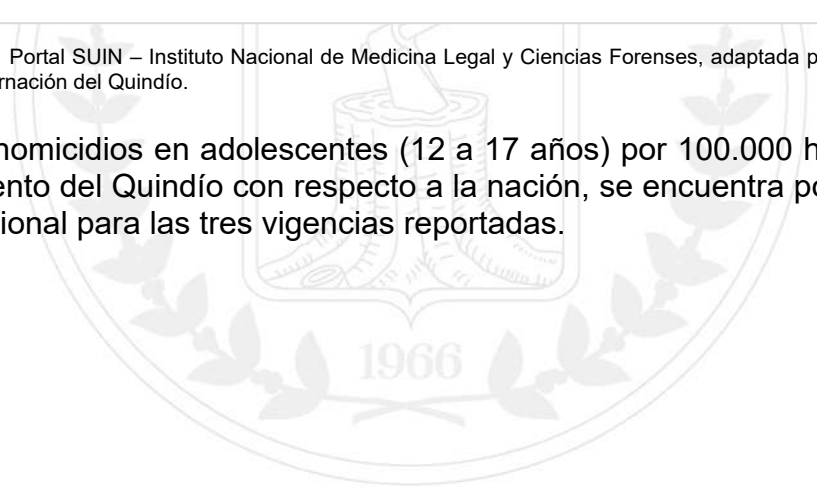 Portal SUIN – Instituto Nacional de Medicina Legal y Ciencias Forenses, adaptada p
rnación del Quindío.
homicidios en adolescentes (12 a 17 años) por 100.000 h
ento del Quindío con respecto a la nación, se encuentra po
ional para las tres vigencias reportadas.
1966